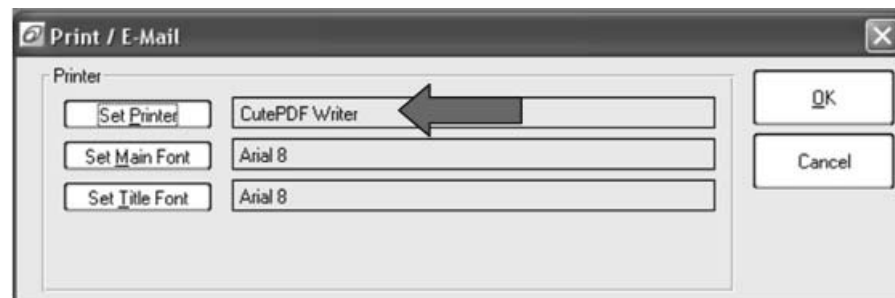 Print / E-Mail
Printer
Set Printer
CutePDF Writer
OK
Set Main Font
Arial 8
Cancel
Set Title Font
Arial 8